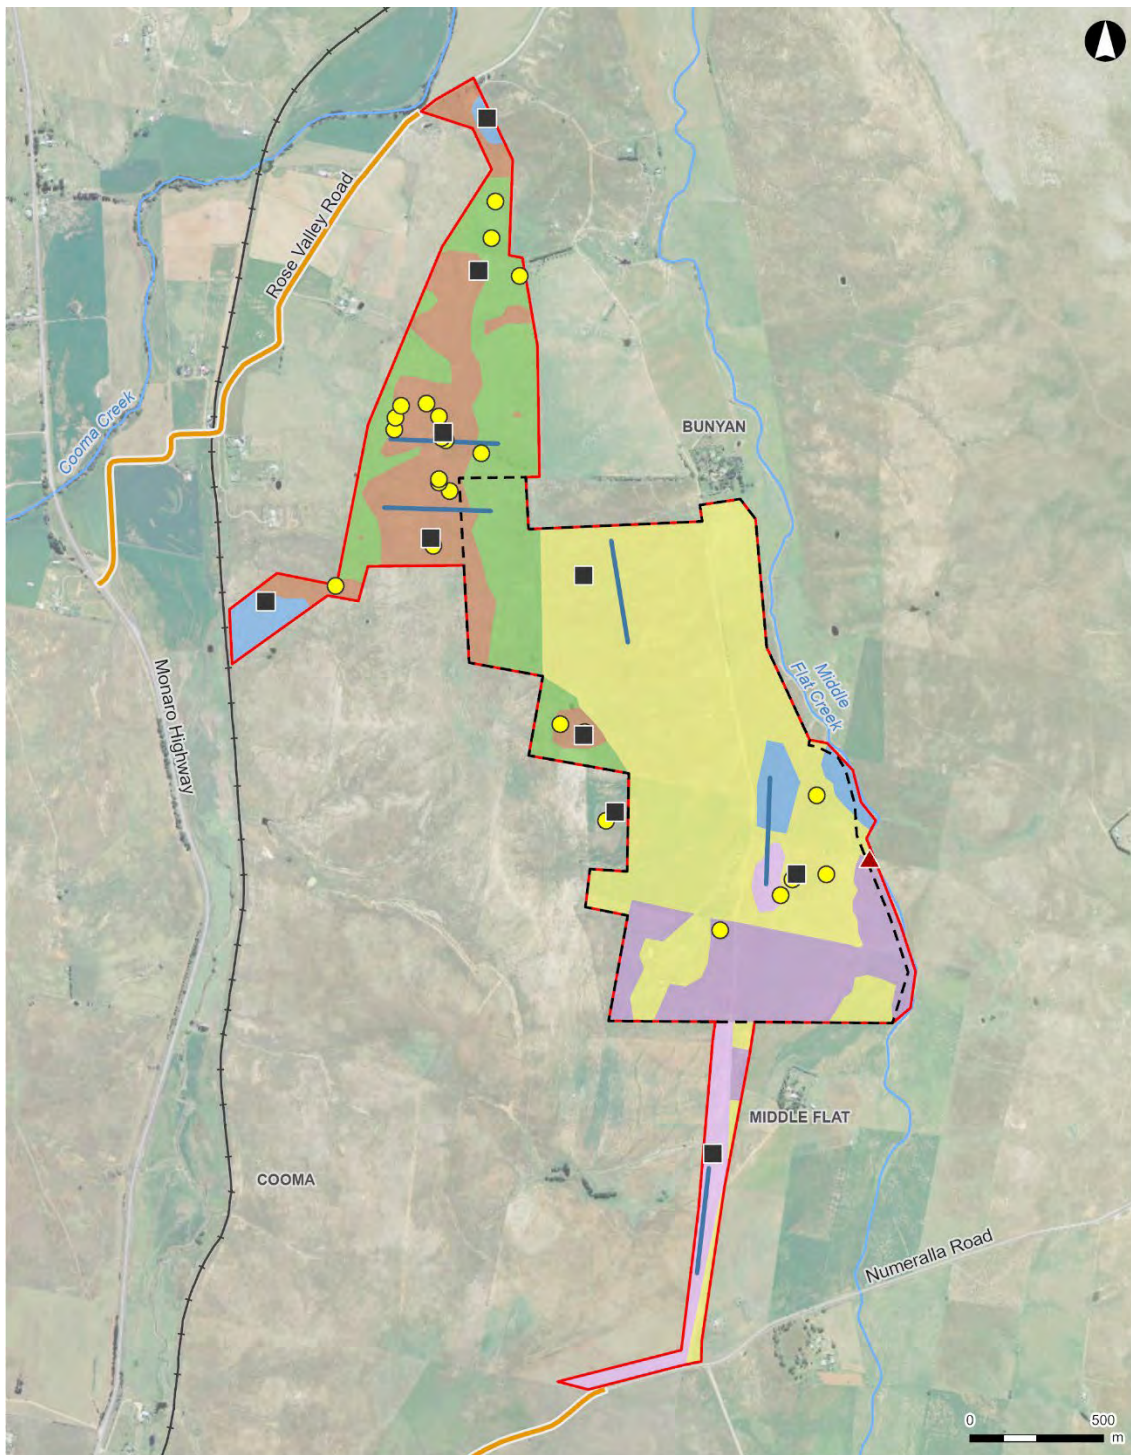 Rose Valley Road
Cooma Creek
BUNYAN
Monaro Highway
Middle
Flat Creek
MIDDLE FLAT
COOMA
Numeralla Road
0 500
m